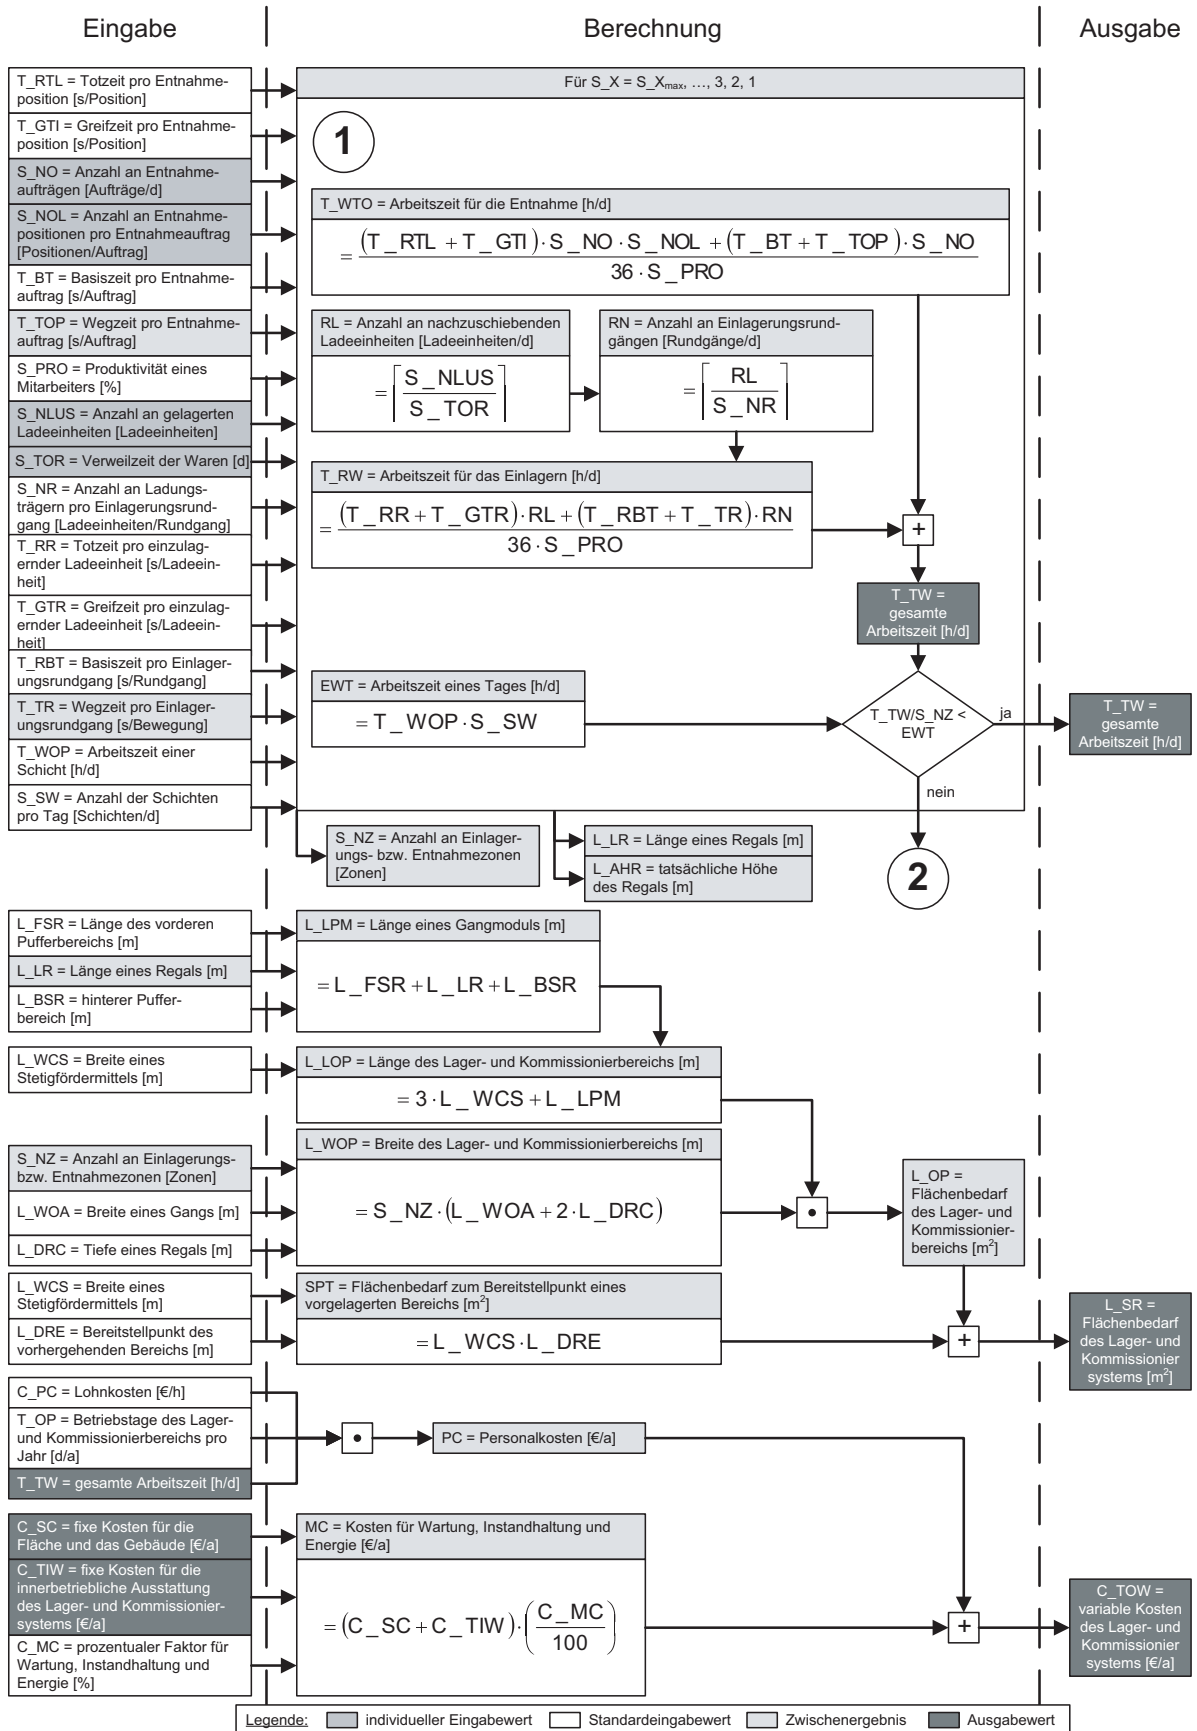 Eingabe
Berechnung
Ausgabe
T_RTL = Totzeit pro Entnahme-
position [s/Position]
T_GTI = Greifzeit pro Entnahme-
position [s/Position]
S_NO = Anzahl an Entnahme-
aufträgen [Aufträge/d]
S_NOL = Anzahl an Entnahme-
positionen pro Entnahmeauftrag
[Positionen/Auftrag]
T_BT = Basiszeit pro Entnahme-
auftrag [s/Auftrag]
T_TOP = Wegzeit pro Entnahme-
auftrag [s/Auftrag]
S_PRO = Produktivität eines
Mitarbeiters [%]
S_NLUS = Anzahl an gelagerten
Ladeeinheiten [Ladeeinheiten]
S_TOR = Verweilzeit der Waren [d]
S_NR = Anzahl an Ladungs-
trägern pro Einlagerungsrund-
gang [Ladeeinheiten/Rundgang]
T_RR = Totzeit pro einzulag-
ernder Ladeeinheit [s/Ladeein-
heit]
T_GTR = Greifzeit pro einzulag-
ernder Ladeeinheit [s/Ladeein-
heit]
T_RBT = Basiszeit pro Einlager-
ungsrundgang [s/Rundgang]
T_TR = Wegzeit pro Einlager-
ungsrundgang [s/Bewegung]
T_WOP = Arbeitszeit einer
Schicht [h/d]
S_SW = Anzahl der Schichten
pro Tag [Schichten/d]
Für S_X = S_Xmax, …, 3, 2, 1
1
T_WTO = Arbeitszeit für die Entnahme [h/d]
= (T_RTL + T_GTI) · S_NO · S_NOL + (T_BT + T_TOP) · S_NO
36 · S_PRO
RL = Anzahl an nachzuschiebenden
Ladeeinheiten [Ladeeinheiten/d]
= ⌈S_NLUS
S_TOR⌉
RN = Anzahl an Einlagerungsrund-
gängen [Rundgänge/d]
= ⌈RL
S_NR⌉
T_RW = Arbeitszeit für das Einlagern [h/d]
= (T_RR + T_GTR) · RL + (T_RBT + T_TR) · RN
36 · S_PRO
+
T_TW =
gesamte
Arbeitszeit [h/d]
EWT = Arbeitszeit eines Tages [h/d]
= T_WOP · S_SW
T_TW/S_NZ <
EWT
ja
nein
T_TW =
gesamte
Arbeitszeit [h/d]
S_NZ = Anzahl an Einlager-
ungs- bzw. Entnahmezonen
[Zonen]
L_LR = Länge eines Regals [m]
L_AHR = tatsächliche Höhe
des Regals [m]
2
L_FSR = Länge des vorderen
Pufferbereichs [m]
L_LR = Länge eines Regals [m]
L_BSR = hinterer Puffer-
bereich [m]
L_LPM = Länge eines Gangmoduls [m]
= L_FSR + L_LR + L_BSR
L_WCS = Breite eines
Stetigfördermittels [m]
L_LOP = Länge des Lager- und Kommissionierbereichs [m]
= 3 · L_WCS + L_LPM
S_NZ = Anzahl an Einlagerungs-
bzw. Entnahmezonen [Zonen]
L_WOA = Breite eines Gangs [m]
L_DRC = Tiefe eines Regals [m]
L_WOP = Breite des Lager- und Kommissionierbereichs [m]
= S_NZ · (L_WOA + 2 · L_DRC)
•
L_OP =
Flächenbedarf
des Lager- und
Kommissionier-
bereichs [m²]
L_WCS = Breite eines
Stetigfördermittels [m]
L_DRE = Bereitstellpunkt des
vorhergehenden Bereichs [m]
SPT = Flächenbedarf zum Bereitstellpunkt eines
vorgelagerten Bereichs [m²]
= L_WCS · L_DRE
+
L_SR =
Flächenbedarf
des Lager- und
Kommissionier
systems [m²]
C_PC = Lohnkosten [€/h]
T_OP = Betriebstage des Lager-
und Kommissionierbereichs pro
Jahr [d/a]
T_TW = gesamte Arbeitszeit [h/d]
•
PC = Personalkosten [€/a]
C_SC = fixe Kosten für die
Fläche und das Gebäude [€/a]
C_TIW = fixe Kosten für die
innerbetriebliche Ausstattung
des Lager- und Kommissionier-
systems [€/a]
C_MC = prozentualer Faktor für
Wartung, Instandhaltung und
Energie [%]
MC = Kosten für Wartung, Instandhaltung und
Energie [€/a]
= (C_SC + C_TIW) · (C_MC
100)
+
C_TOW =
variable Kosten
des Lager- und
Kommissionier
systems [€/a]
Legende: individueller Eingabewert Standardeingabewert Zwischenergebnis Ausgabewert